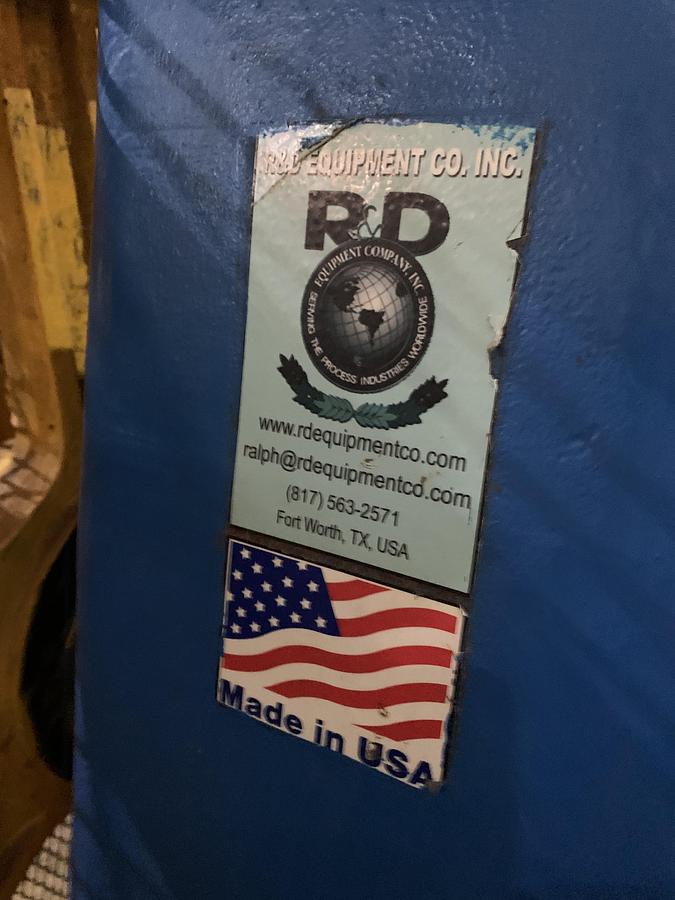 R&D EQUIPMENT CO. INC.
R&D
EQUIPMENT COMPANY, INC.
SERVING THE PROCESS INDUSTRIES WORLDWIDE
www.rdequipmentco.com
ralph@rdequipmentco.com
(817) 563-2571
Fort Worth, TX, USA
Made in USA